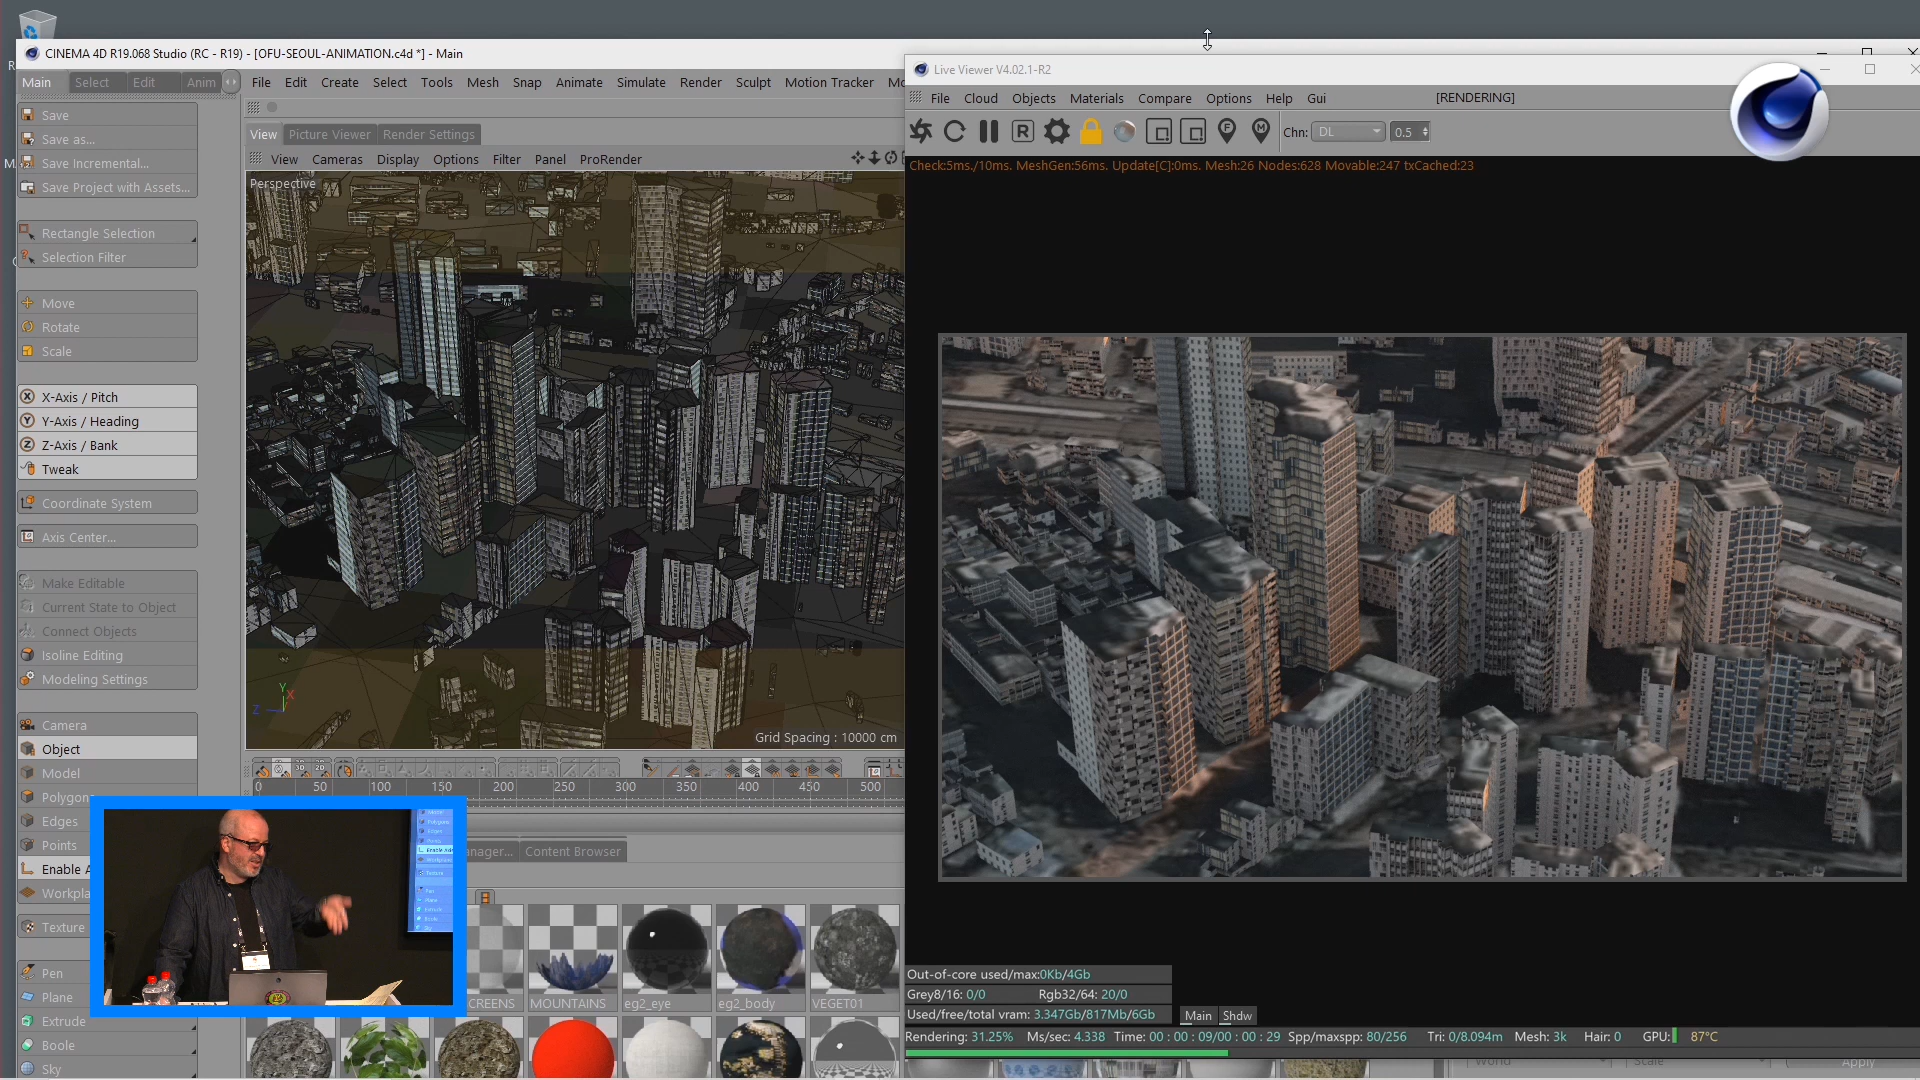 CINEMA 4D R19.068 Studio (RC - R19) - [OFU-SEOUL-ANIMATION.c4d *] - Main
Main Select Edit Anim
File Edit Create Select Tools Mesh Snap Animate Simulate Render Sculpt Motion Tracker
View Picture Viewer Render Settings
View Cameras Display Options Filter Panel ProRender
Perspective
Save
Save as...
Save Incremental...
Save Project with Assets...
Rectangle Selection
Selection Filter
Move
Rotate
Scale
X-Axis / Pitch
Y-Axis / Heading
Z-Axis / Bank
Tweak
Coordinate System
Axis Center...
Make Editable
Current State to Object
Connect Objects
Isoline Editing
Modeling Settings
Camera
Object
Model
Polygons
Edges
Points
Enable A
Workpla
Texture
Pen
Plane
Extrude
Boole
Sky
Y X
Z
Grid Spacing : 10000 cm
0 50 100 150 200 250 300 350 400 450 500
anager... Content Browser
CREENS MOUNTAINS eg2_eye eg2_body VEGET01
Live Viewer V4.02.1-R2
File Cloud Objects Materials Compare Options Help Gui [RENDERING]
R F M Chn: DL 0.5
Check:5ms./10ms. MeshGen:56ms. Update[C]:0ms. Mesh:26 Nodes:628 Movable:247 txCached:23
Out-of-core used/max:0Kb/4Gb
Grey8/16: 0/0 Rgb32/64: 20/0
Used/free/total vram: 3.347Gb/817Mb/6Gb Main Shdw
Rendering: 31.25% Ms/sec: 4.338 Time: 00 : 00 : 09/00 : 00 : 29 Spp/maxspp: 80/256 Tri: 0/8.094m Mesh: 3k Hair: 0 GPU: 87°C
World Scale Apply